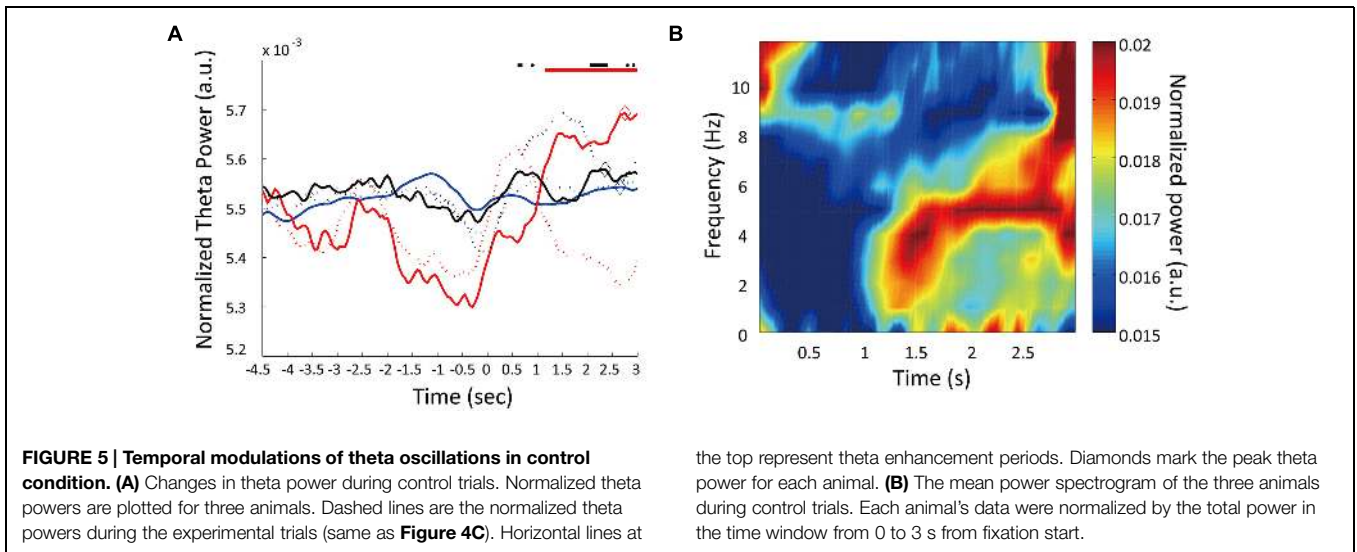 A
x 10⁻³
5.7
5.6
5.5
5.4
5.3
5.2
Normalized Theta Power (a.u.)
-4.5 -4 -3.5 -3 -2.5 -2 -1.5 -1 -0.5 0 0.5 1 1.5 2 2.5 3
Time (sec)
B
10
8
6
4
2
0
Frequency (Hz)
0.5 1 1.5 2 2.5
Time (s)
0.02
0.019
0.018
0.017
0.016
0.015
Normalized power (a.u.)
FIGURE 5 | Temporal modulations of theta oscillations in control
condition. (A) Changes in theta power during control trials. Normalized theta
powers are plotted for three animals. Dashed lines are the normalized theta
powers during the experimental trials (same as Figure 4C). Horizontal lines at
the top represent theta enhancement periods. Diamonds mark the peak theta
power for each animal. (B) The mean power spectrogram of the three animals
during control trials. Each animal's data were normalized by the total power in
the time window from 0 to 3 s from fixation start.